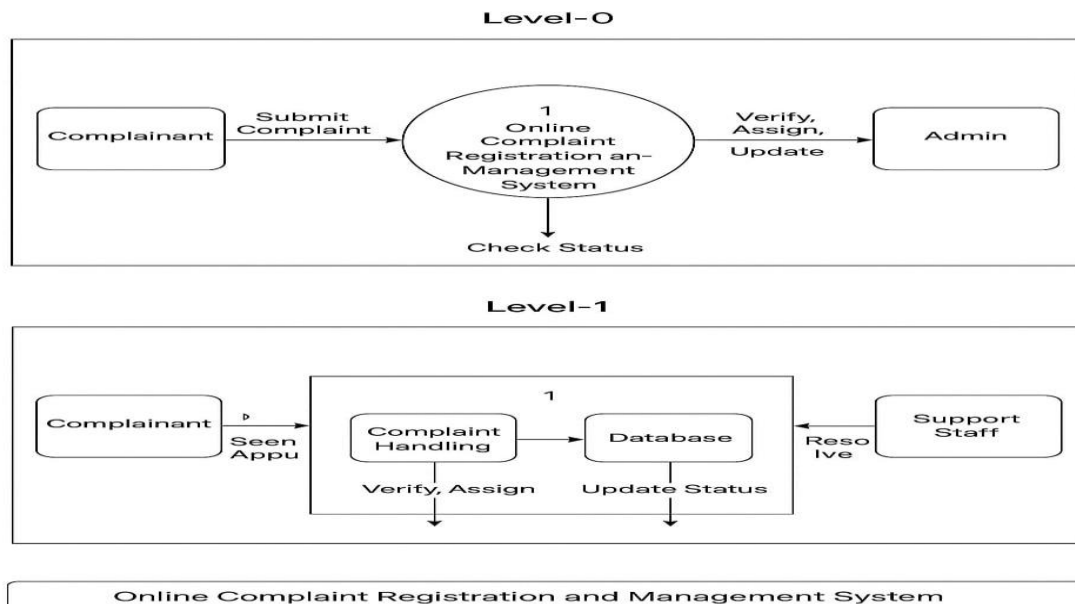 Level-0
Complainant
Submit
Complaint
1
Online
Complaint
Registration an-
Management
System
Verify,
Assign,
Update
Admin
Check Status
Level-1
Complainant
Seen
Appu
1
Complaint
Handling
Database
Verify, Assign
Update Status
Reso
lve
Support
Staff
Online Complaint Registration and Management System